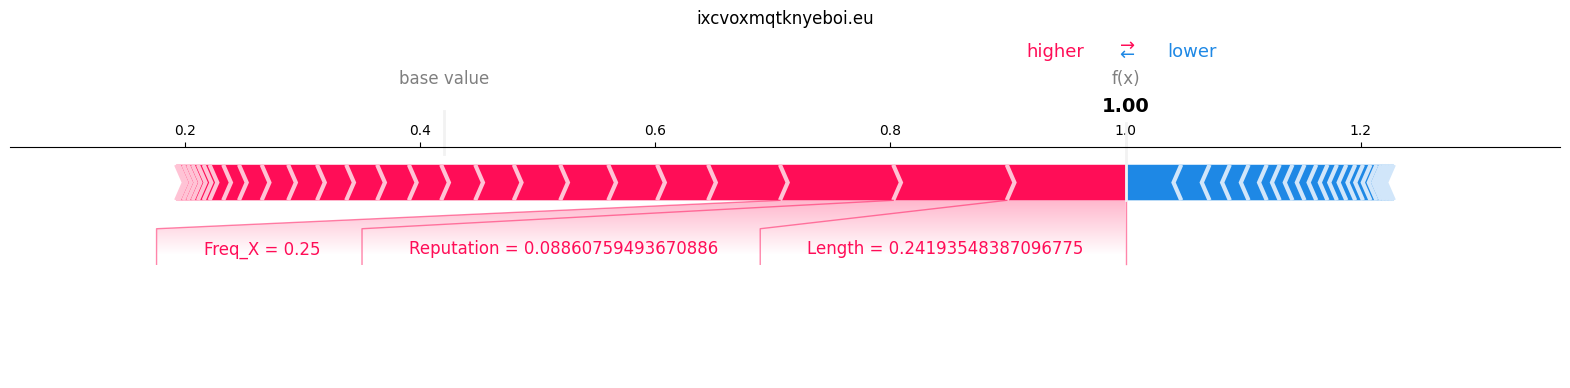 ixcvoxmqtknyeboi.eu
higher ⇄ lower
base value f(x)
1.00
0.2 0.4 0.6 0.8 1.0 1.2
Freq_X = 0.25 Reputation = 0.08860759493670886 Length = 0.24193548387096775